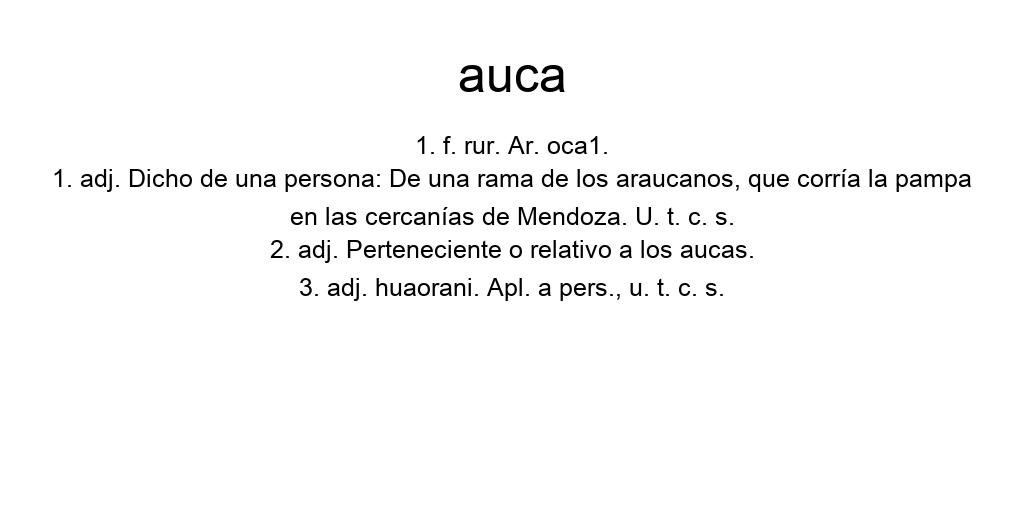 auca
1. f. rur. Ar. oca1.
1. adj. Dicho de una persona: De una rama de los araucanos, que corría la pampa
en las cercanías de Mendoza. U. t. c. s.
2. adj. Perteneciente o relativo a los aucas.
3. adj. huaorani. Apl. a pers., u. t. c. s.